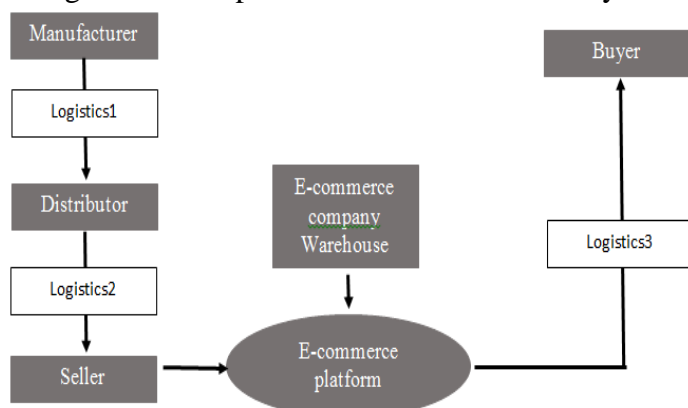 Manufacturer
Logistics1
Distributor
Logistics2
Seller
E-commerce
company
Warehouse
E-commerce
platform
Buyer
Logistics3